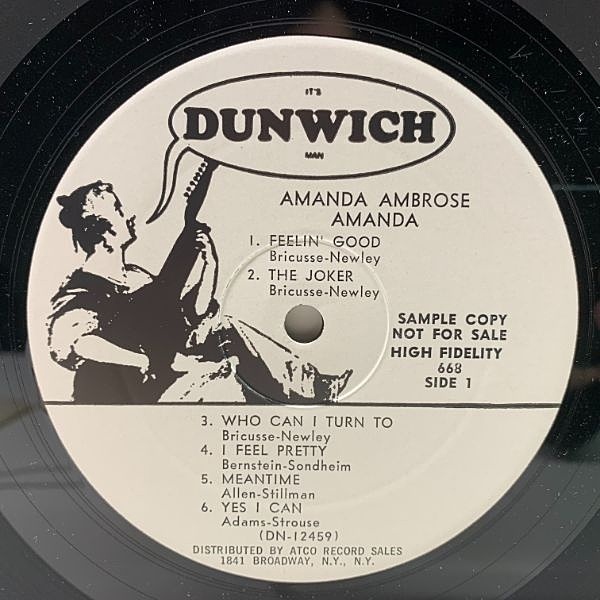 IT'S
DUNWICH
MAN
AMANDA AMBROSE
AMANDA
1. FEELIN' GOOD
Bricusse-Newley
2. THE JOKER
Bricusse-Newley
SAMPLE COPY
NOT FOR SALE
HIGH FIDELITY
668
SIDE 1
3. WHO CAN I TURN TO
Bricusse-Newley
4. I FEEL PRETTY
Bernstein-Sondheim
5. MEANTIME
Allen-Stillman
6. YES I CAN
Adams-Strouse
(DN-12459)
DISTRIBUTED BY ATCO RECORD SALES
1841 BROADWAY, N.Y., N.Y.